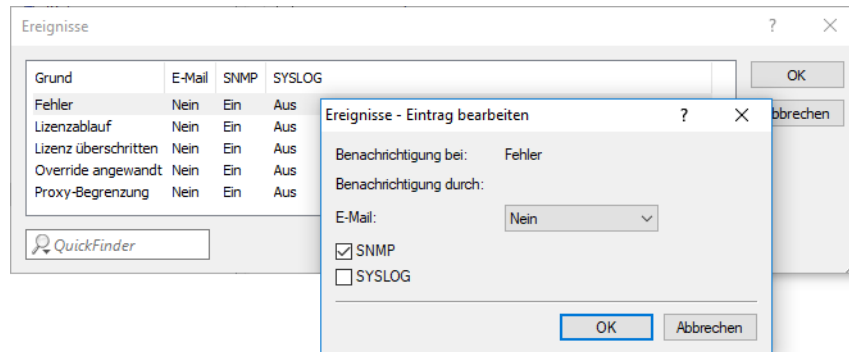 Ereignisse ? ×
Grund E-Mail SNMP SYSLOG
Fehler Nein Ein Aus
Lizenzablauf Nein Ein Aus
Lizenz überschritten Nein Ein Aus
Override angewandt Nein Ein Aus
Proxy-Begrenzung Nein Ein Aus
QuickFinder
OK
bbrechen
Ereignisse - Eintrag bearbeiten ? ×
Benachrichtigung bei: Fehler
Benachrichtigung durch:
E-Mail: Nein
SNMP
SYSLOG
OK Abbrechen